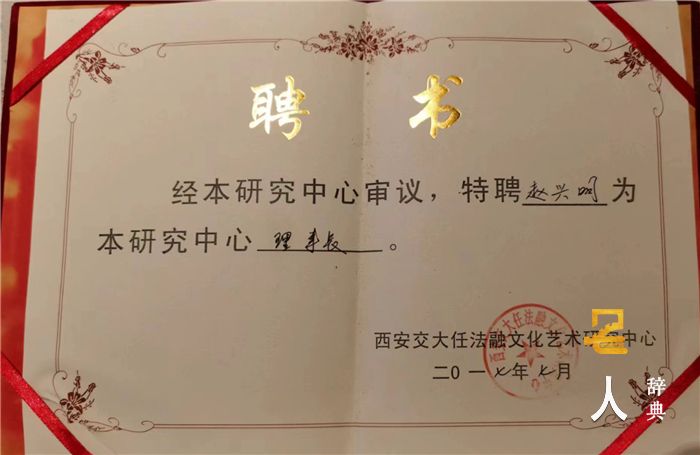 聘书
经本研究中心审议，特聘赵兴明为
本研究中心理事长。
西安交大任法融文化艺术研究中心
二0一七年七月
人
辞典